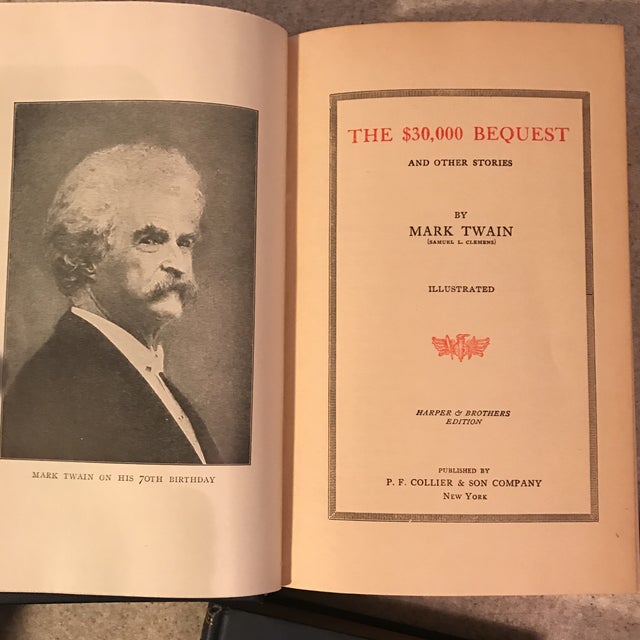 MARK TWAIN ON HIS 70TH BIRTHDAY
THE $30,000 BEQUEST
AND OTHER STORIES
BY
MARK TWAIN
(SAMUEL L. CLEMENS)
ILLUSTRATED
HARPER & BROTHERS
EDITION
PUBLISHED BY
P. F. COLLIER & SON COMPANY
NEW YORK